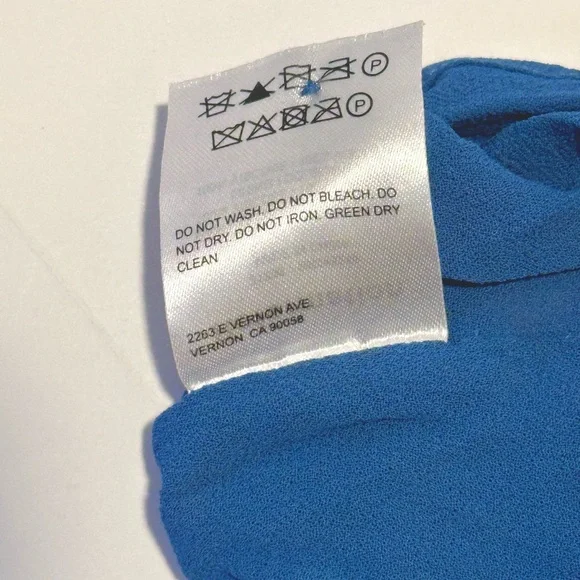 P
P
DO NOT WASH. DO NOT BLEACH. DO
NOT DRY. DO NOT IRON. GREEN DRY
CLEAN
2263 E VERNON AVE.
VERNON, CA 90058